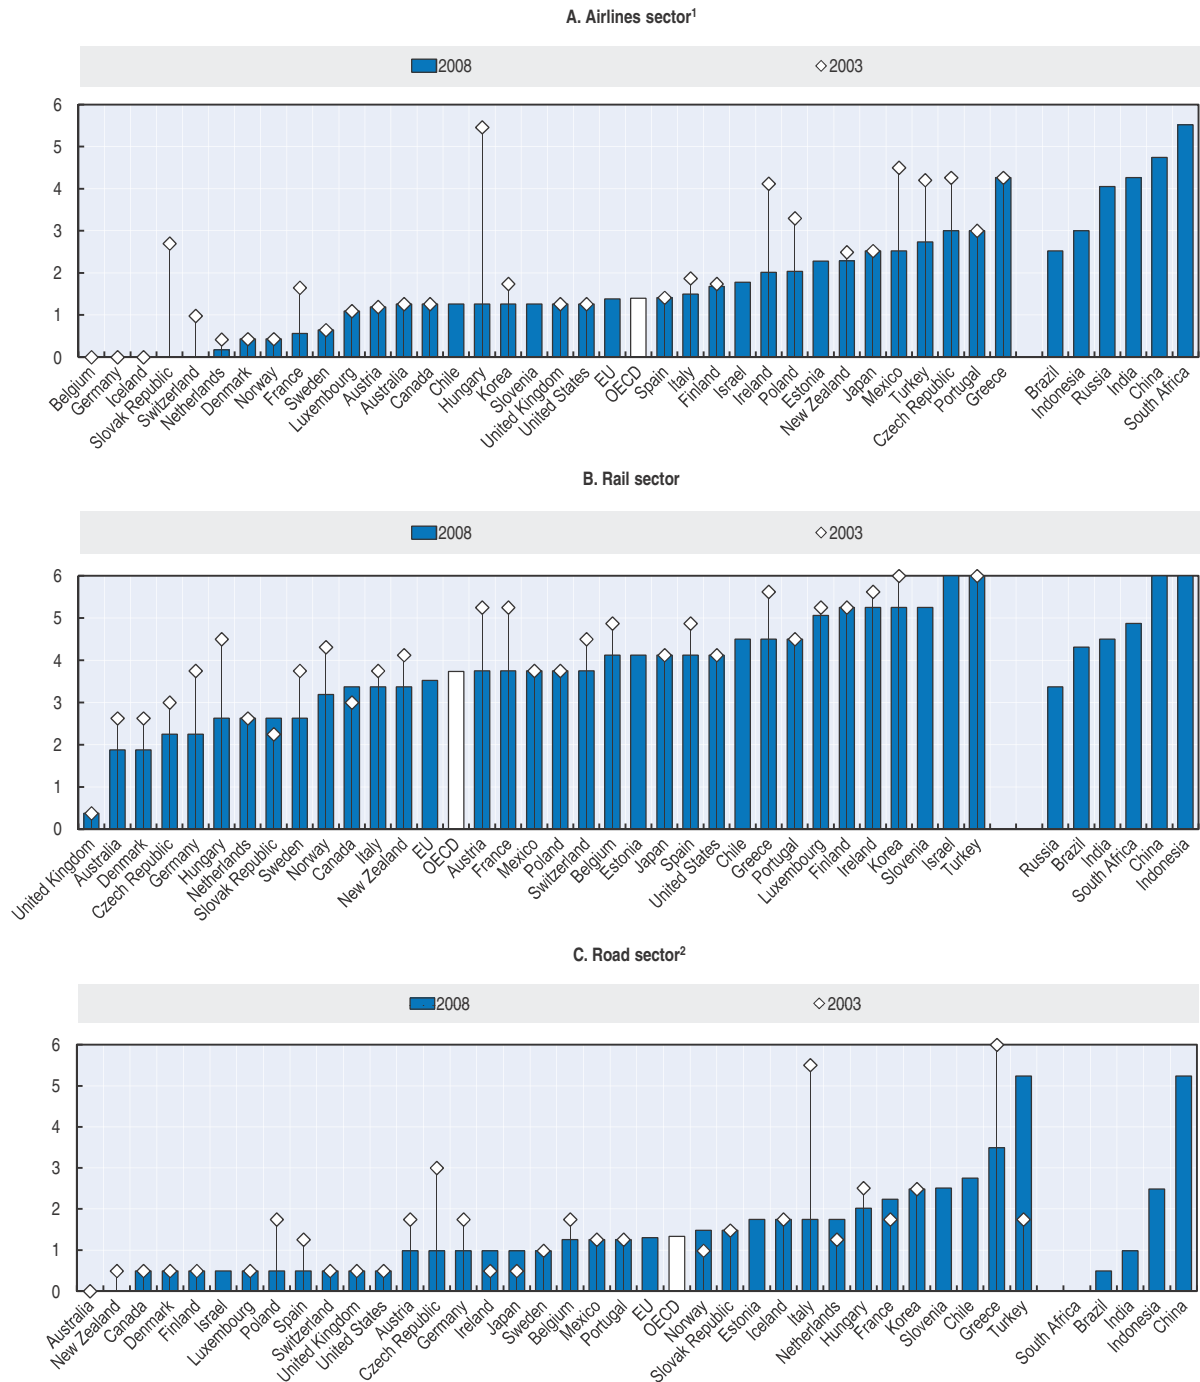 A. Airlines sector¹
2008
2003
6
5
4
3
2
1
0
Belgium
Germany
Iceland
Slovak Republic
Switzerland
Netherlands
Denmark
Norway
France
Sweden
Luxembourg
Austria
Australia
Canada
Chile
Hungary
Korea
Slovenia
United Kingdom
United States
EU
OECD
Spain
Italy
Finland
Israel
Ireland
Poland
Estonia
New Zealand
Japan
Mexico
Turkey
Czech Republic
Portugal
Greece
Brazil
Indonesia
Russia
India
China
South Africa
B. Rail sector
2008
2003
6
5
4
3
2
1
0
United Kingdom
Australia
Denmark
Czech Republic
Germany
Hungary
Netherlands
Slovak Republic
Sweden
Norway
Canada
Italy
New Zealand
EU
OECD
Austria
France
Mexico
Poland
Switzerland
Belgium
Estonia
Japan
Spain
United States
Chile
Greece
Portugal
Luxembourg
Finland
Ireland
Korea
Slovenia
Israel
Turkey
Russia
Brazil
India
South Africa
China
Indonesia
C. Road sector²
2008
2003
6
5
4
3
2
1
0
Australia
New Zealand
Canada
Denmark
Finland
Israel
Luxembourg
Poland
Spain
Switzerland
United Kingdom
United States
Austria
Czech Republic
Germany
Ireland
Japan
Sweden
Belgium
Mexico
Portugal
EU
OECD
Norway
Slovak Republic
Estonia
Iceland
Italy
Netherlands
Hungary
France
Korea
Slovenia
Chile
Greece
Turkey
South Africa
Brazil
India
Indonesia
China